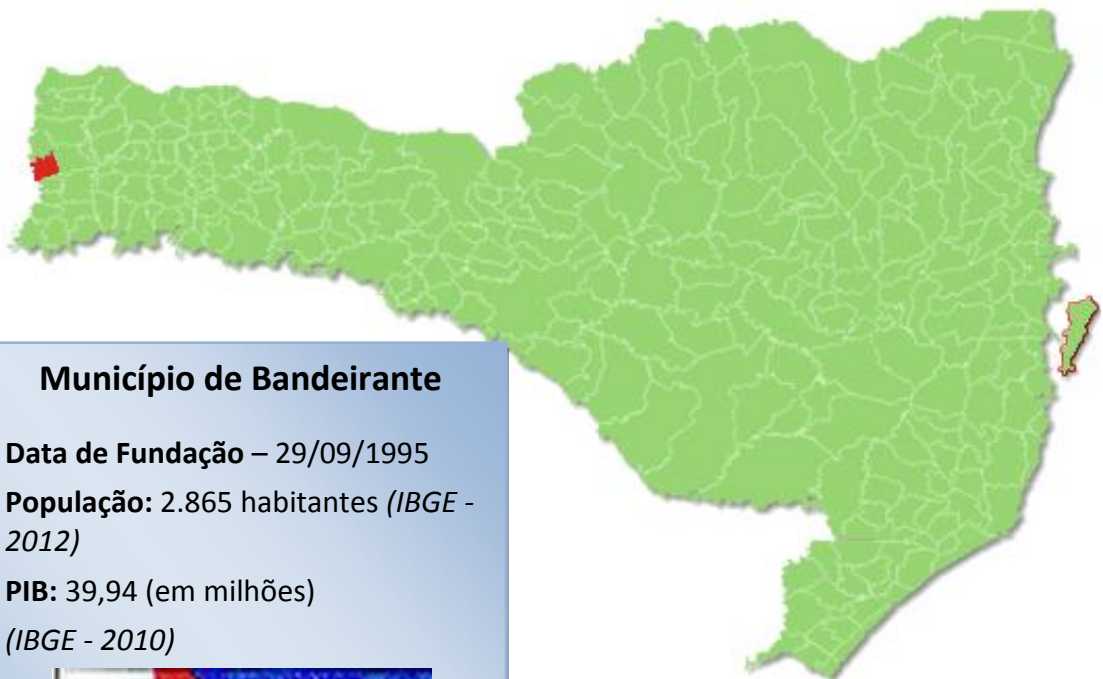 Município de Bandeirante
Data de Fundação – 29/09/1995
População: 2.865 habitantes (IBGE -
2012)
PIB: 39,94 (em milhões)
(IBGE - 2010)